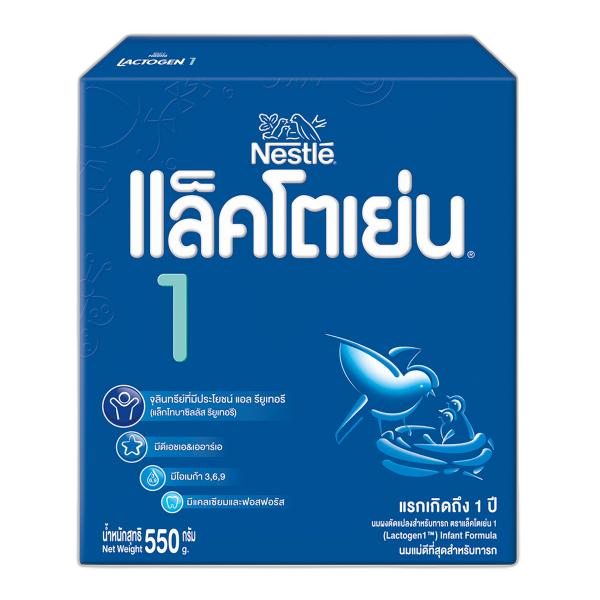 Nestlé
LACTOGEN 1
Nestlé®
แล็คโตเย่น®
1
จุลินทรีย์ที่มีประโยชน์ แอล รียูเทอรี
(แล็กโทบาซิลลัส รียูเทอรี)
มีดีเอชเอ&เออาร์เอ
มีโอเมก้า 3,6,9
มีแคลเซียมและฟอสฟอรัส
น้ำหนักสุทธิ 550 กรัม
Net Weight g.
แรกเกิดถึง 1 ปี
นมผงดัดแปลงสำหรับทารก ตราแล็คโตเย่น 1
(Lactogen1™) Infant Formula
นมแม่ดีที่สุดสำหรับทารก